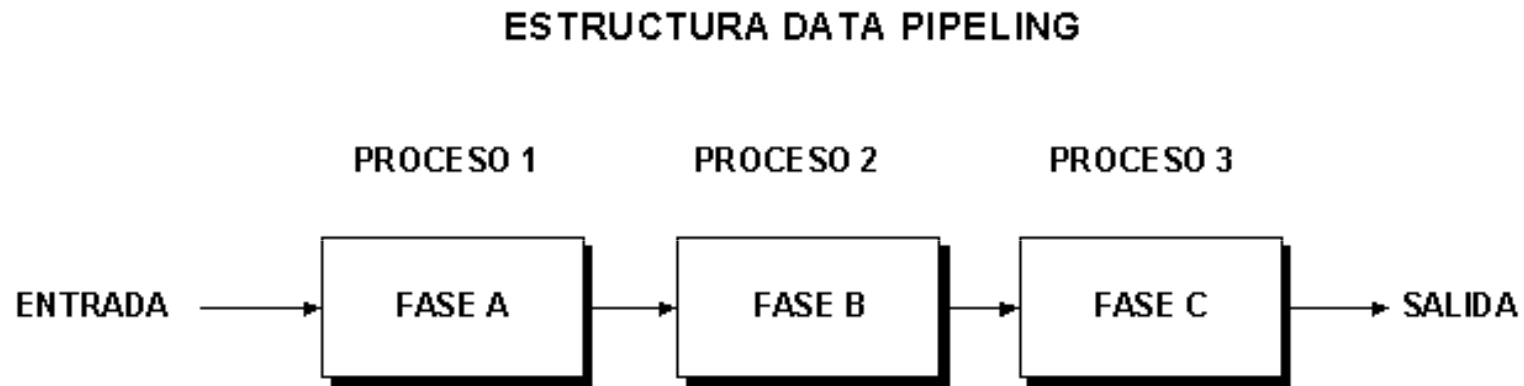 ESTRUCTURA DATA PIPELING
PROCESO 1 PROCESO 2 PROCESO 3
ENTRADA FASE A FASE B FASE C SALIDA